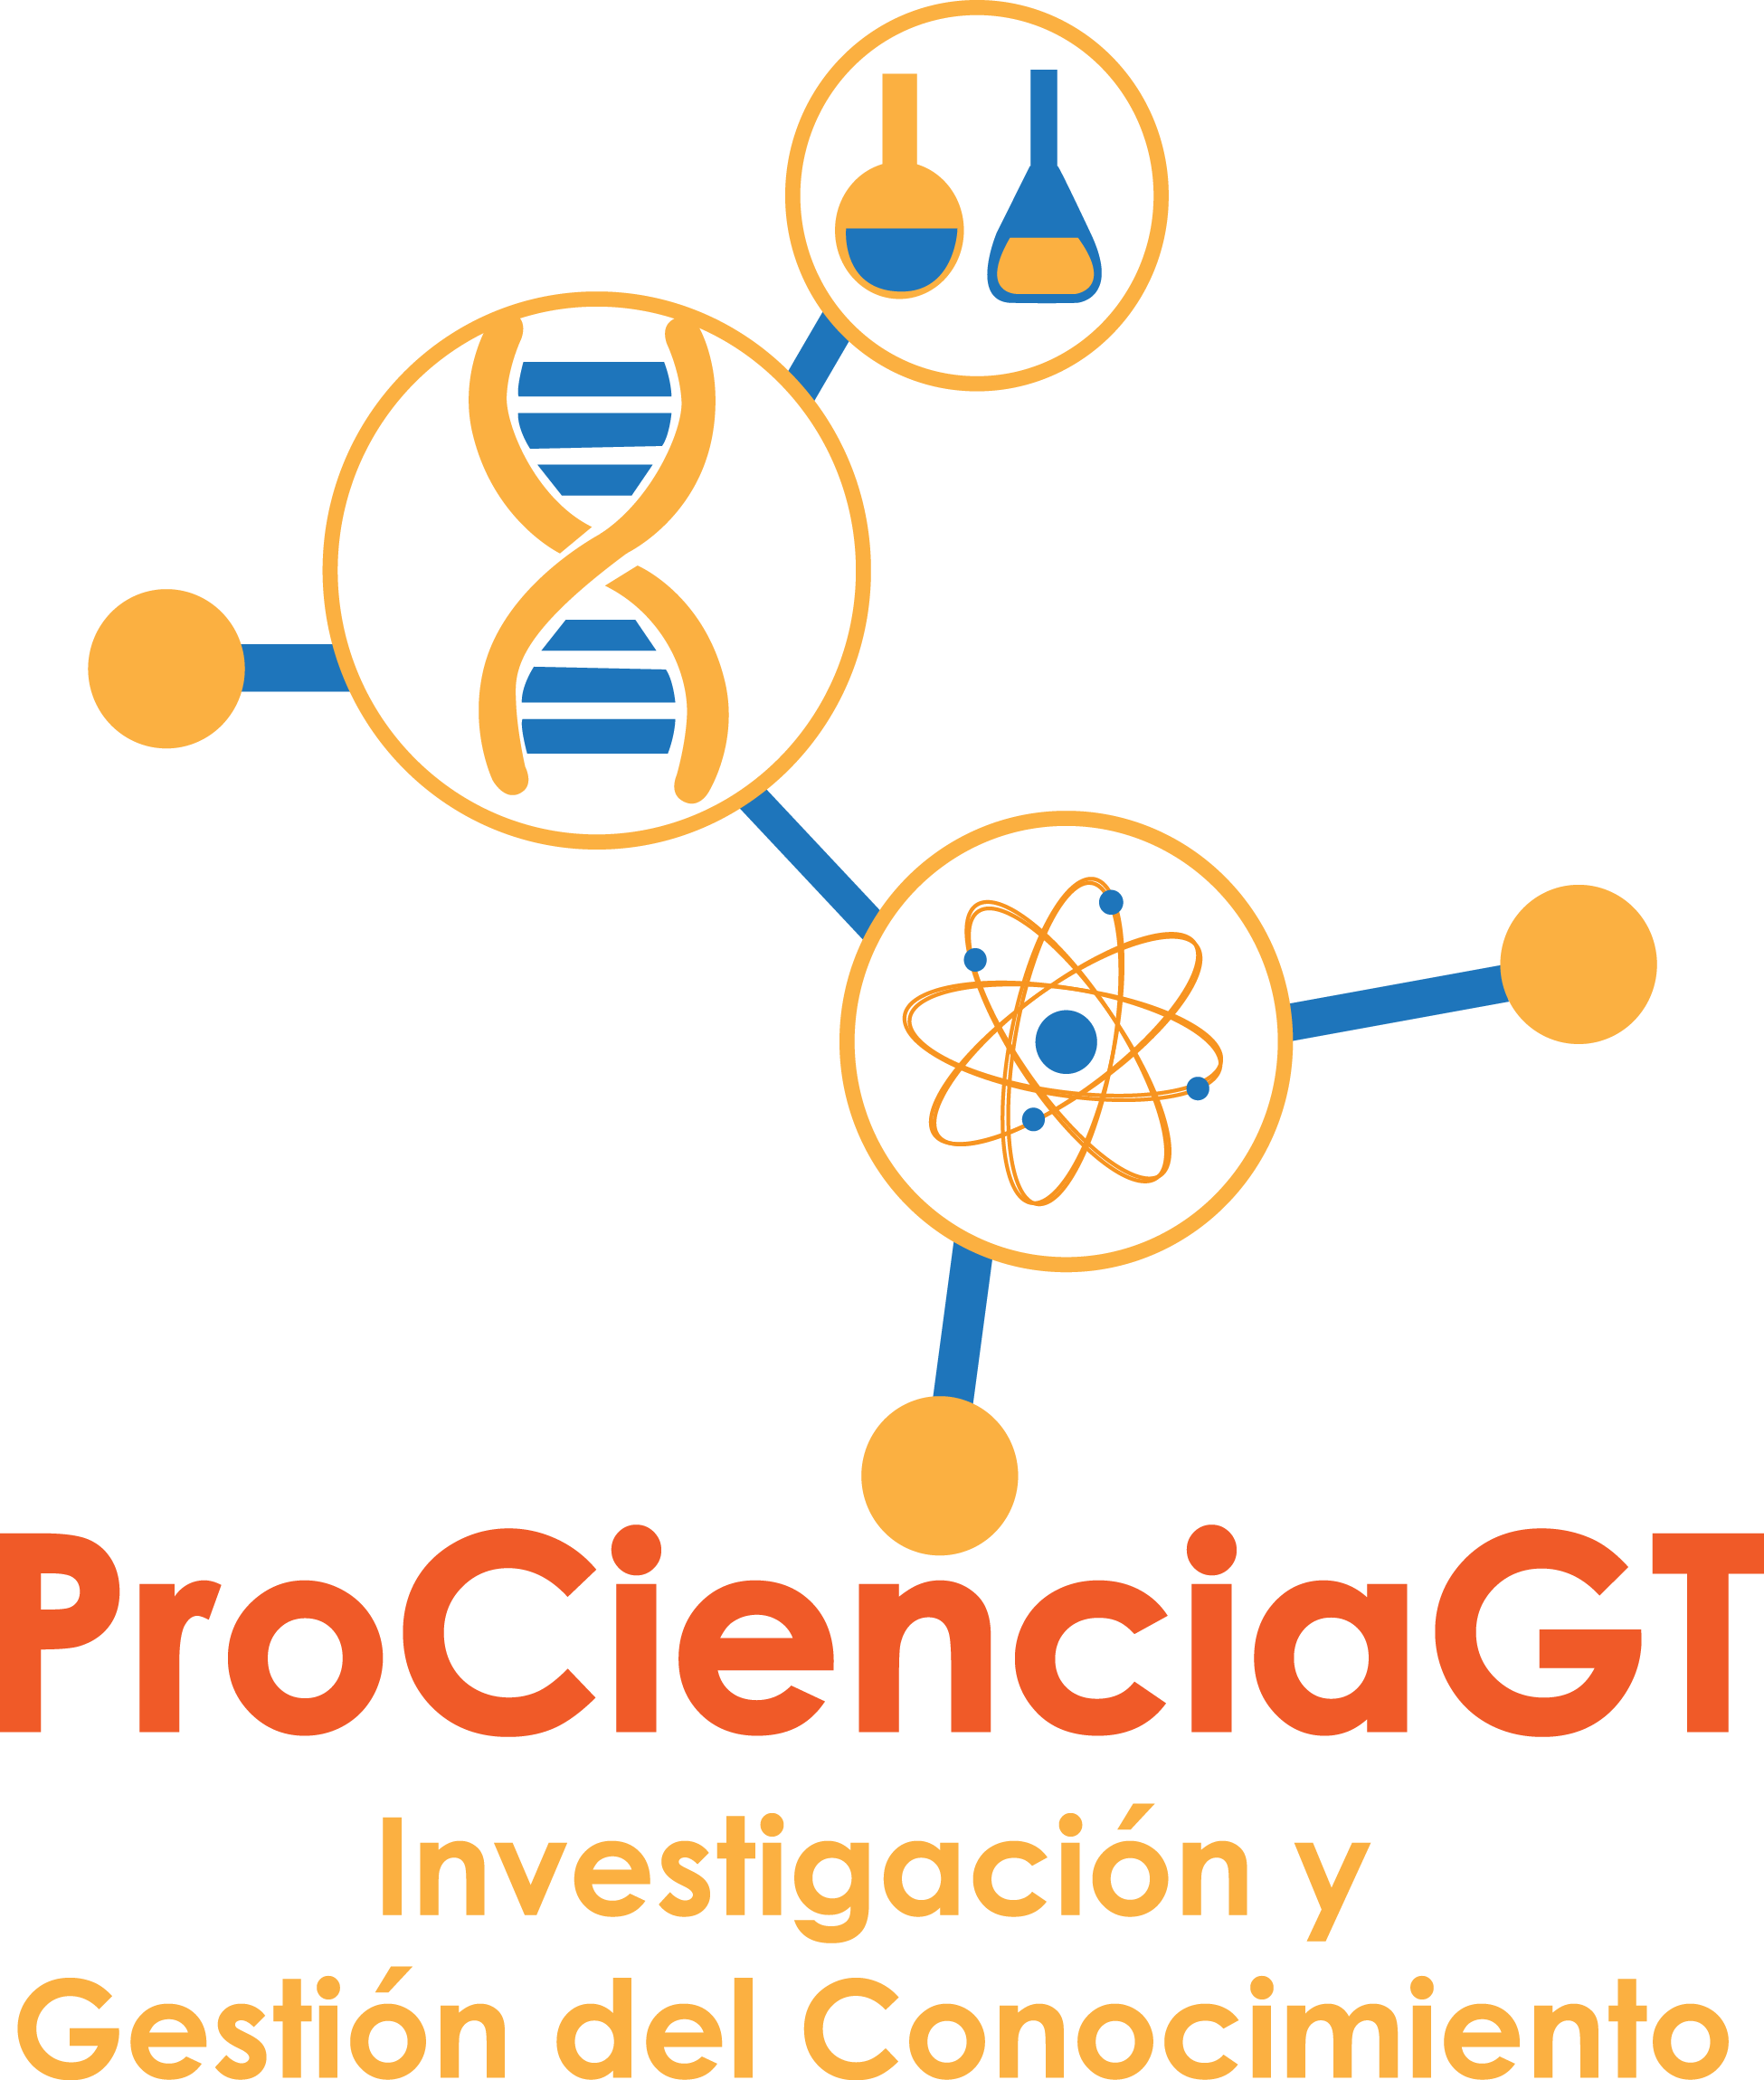 ProCienciaGT
Investigación y
Gestión del Conocimiento